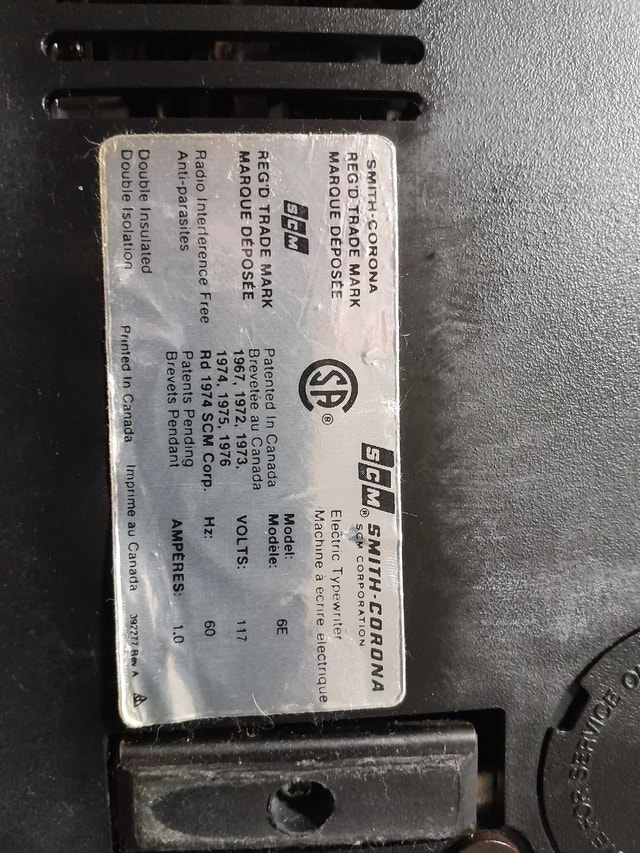 SMITH-CORONA
REG'D TRADE MARK
MARQUE DÉPOSÉE
SCM
REG'D TRADE MARK
MARQUE DÉPOSÉE
Radio Interference Free
Anti-parasites
Double Insulated
Double Isolation
SA ®
Patented In Canada
Brevetée au Canada
1967, 1972, 1973,
1974, 1975, 1976
Rd 1974 SCM Corp.
Patents Pending
Brevets Pendant
SCM® SMITH-CORONA
SCM CORPORATION
Electric Typewriter
Machine à écrire électrique
Model:
Modèle: 6E
VOLTS: 117
Hz: 60
AMPÈRES: 1.0
Printed In Canada Imprimé au Canada 392277 Rev A
SERVICE